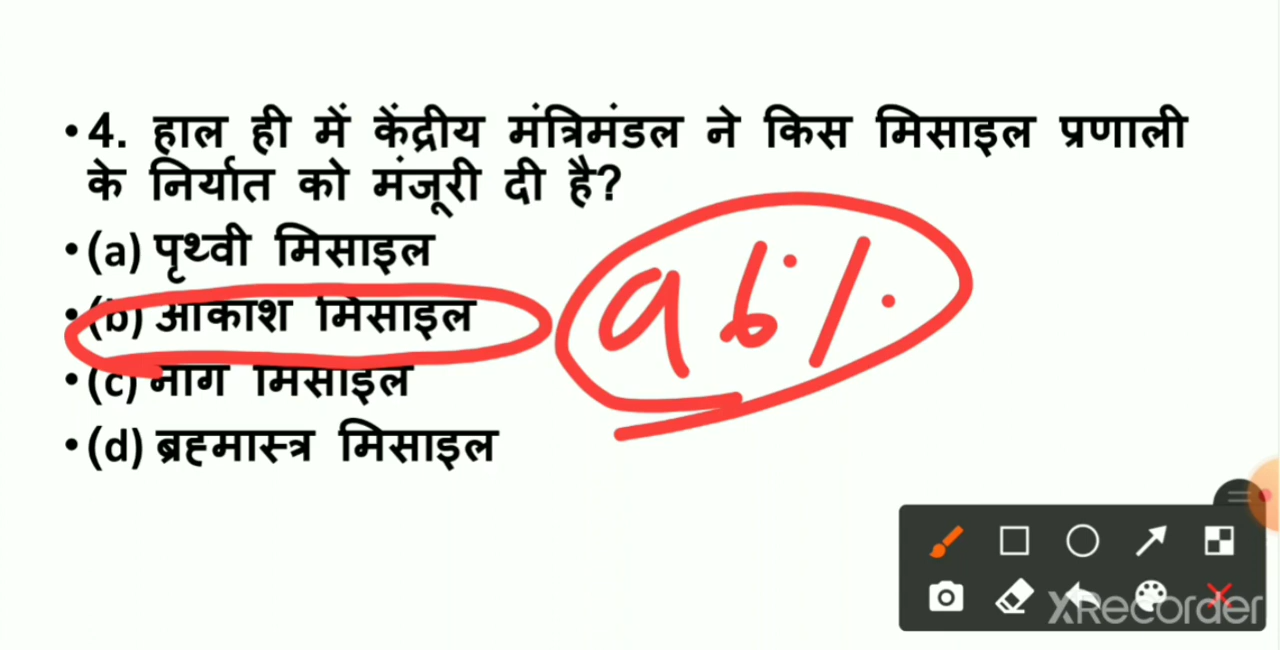 •4. हाल ही में केंद्रीय मंत्रिमंडल ने किस मिसाइल प्रणाली
के निर्यात को मंजूरी दी है?
•(a) पृथ्वी मिसाइल
•(b) आकाश मिसाइल
•(c) नाग मिसाइल
•(d) ब्रह्मास्त्र मिसाइल
96%
XRecorder